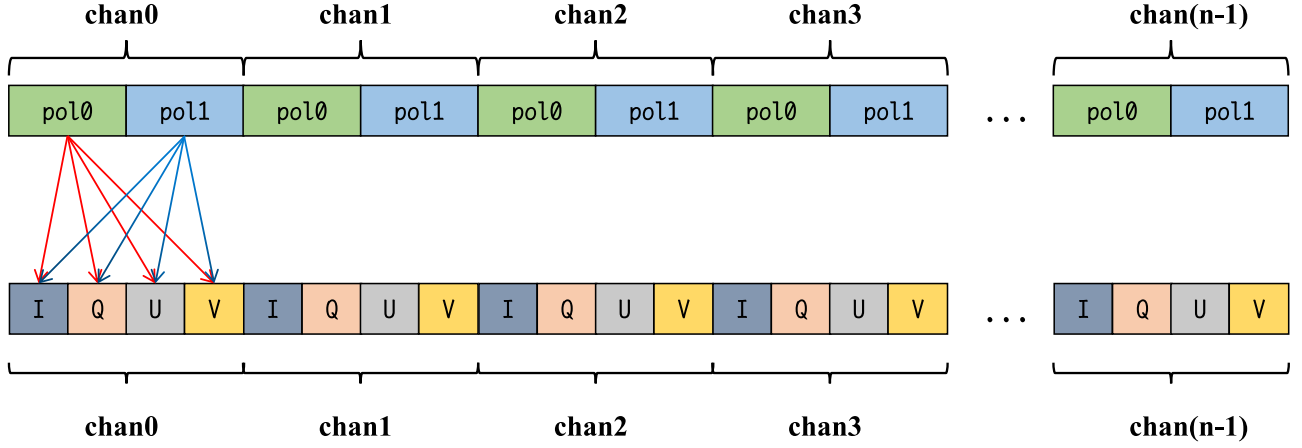 chan0 chan1 chan2 chan3 chan(n-1)
pol0 pol1 pol0 pol1 pol0 pol1 pol0 pol1 ... pol0 pol1
I Q U V I Q U V I Q U V I Q U V ... I Q U V
chan0 chan1 chan2 chan3 chan(n-1)